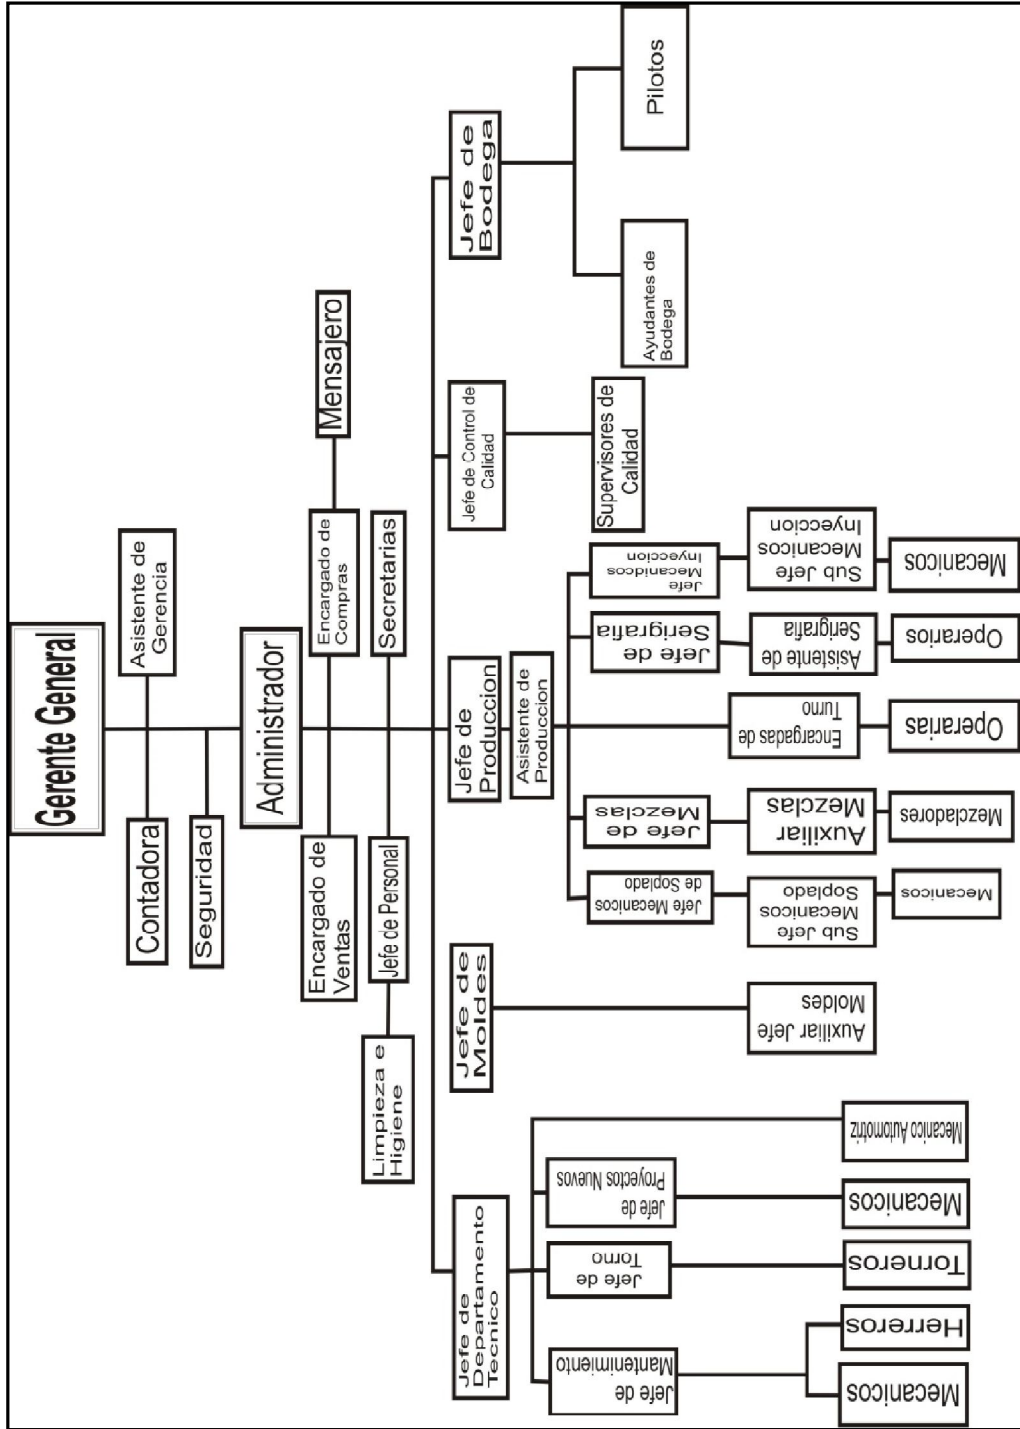 Gerente General
Asistente de
Gerencia
Contadora
Seguridad
Administrador
Encargado de
Ventas
Encargado de
Compras
Mensajero
Limpieza e
Higiene
Jefe de Personal
Secretarias
Jefe de
Departamento
Tecnico
Jefe de
Moldes
Jefe de
Produccion
Jefe de Control de
Calidad
Jefe de
Bodega
Asistente de
Produccion
Supervisores de
Calidad
Ayudantes de
Bodega
Pilotos
Jefe de
Mantenimiento
Jefe de
Torno
Jefe de
Proyectos Nuevos
Mecanico Automotriz
Mecanicos
Herreros
Torneros
Mecanicos
Auxiliar Jefe
Moldes
Jefe Mecanicos
de Soplado
Jefe de
Mezclas
Jefe de
Serigrafia
Jefe
Mecanidcos
Inyeccion
Sub Jefe
Mecanicos
Soplado
Auxiliar
Mezclas
Encargadas de
Turno
Asistente de
Serigrafia
Sub Jefe
Mecanicos
Inyeccion
Mecanicos
Mezcladores
Operarias
Operarios
Mecanicos